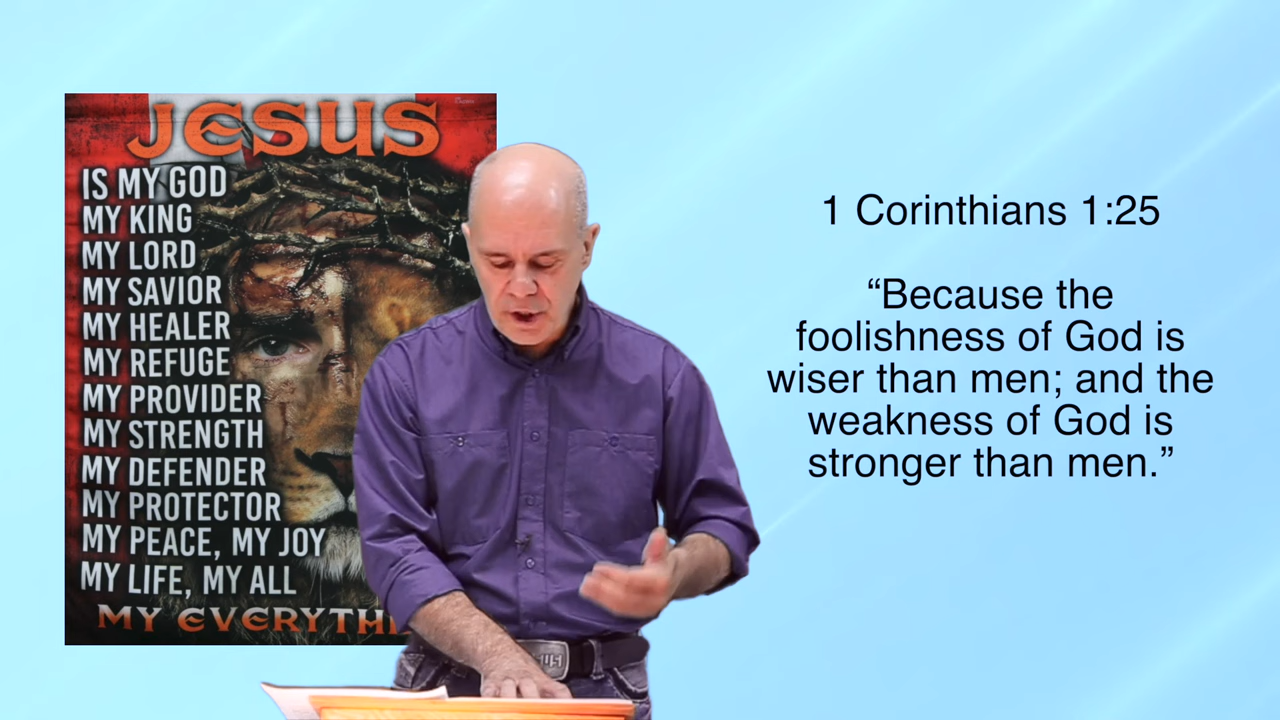 JESUS
IS MY GOD
MY KING
MY LORD
MY SAVIOR
MY HEALER
MY REFUGE
MY PROVIDER
MY STRENGTH
MY DEFENDER
MY PROTECTOR
MY PEACE, MY JOY
MY LIFE, MY ALL
MY EVERYTHI
1 Corinthians 1:25
“Because the
foolishness of God is
wiser than men; and the
weakness of God is
stronger than men.”